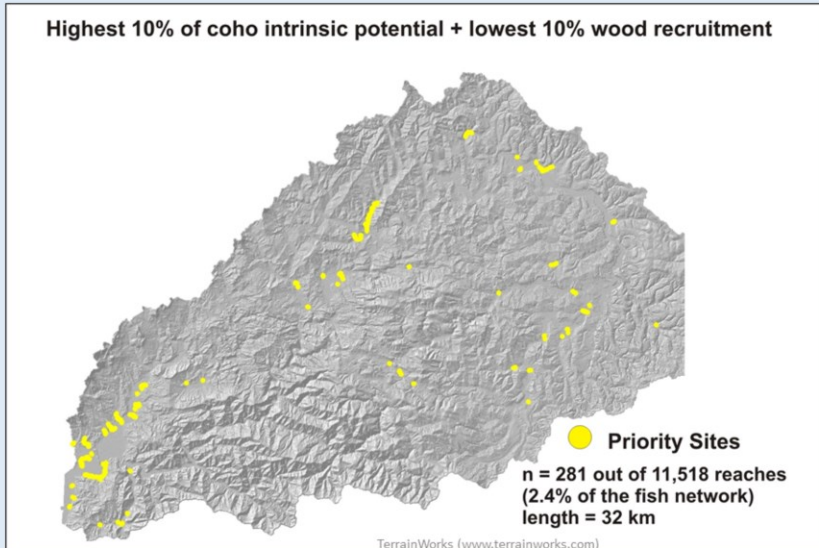 Highest 10% of coho intrinsic potential + lowest 10% wood recruitment
Priority Sites
n = 281 out of 11,518 reaches
(2.4% of the fish network)
length = 32 km
TerrainWorks (www.terrainworks.com)